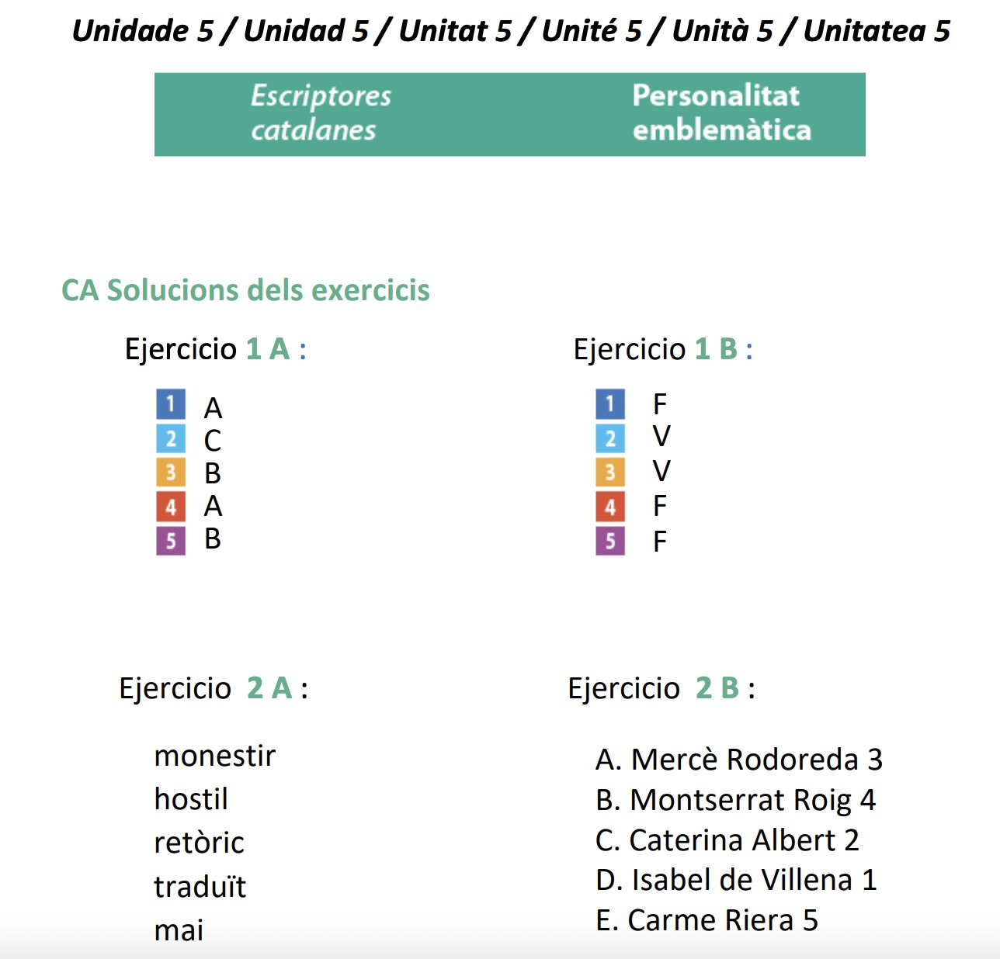 Unidade 5 / Unidad 5 / Unitat 5 / Unité 5 / Unità 5 / Unitatea 5
Escriptores
catalanes
Personalitat
emblemàtica
CA Solucions dels exercicis
Ejercicio 1 A :
1 A
2 C
3 B
4 A
5 B
Ejercicio 1 B :
1 F
2 V
3 V
4 F
5 F
Ejercicio 2 A :
monestir
hostil
retòric
traduït
mai
Ejercicio 2 B :
A. Mercè Rodoreda 3
B. Montserrat Roig 4
C. Caterina Albert 2
D. Isabel de Villena 1
E. Carme Riera 5